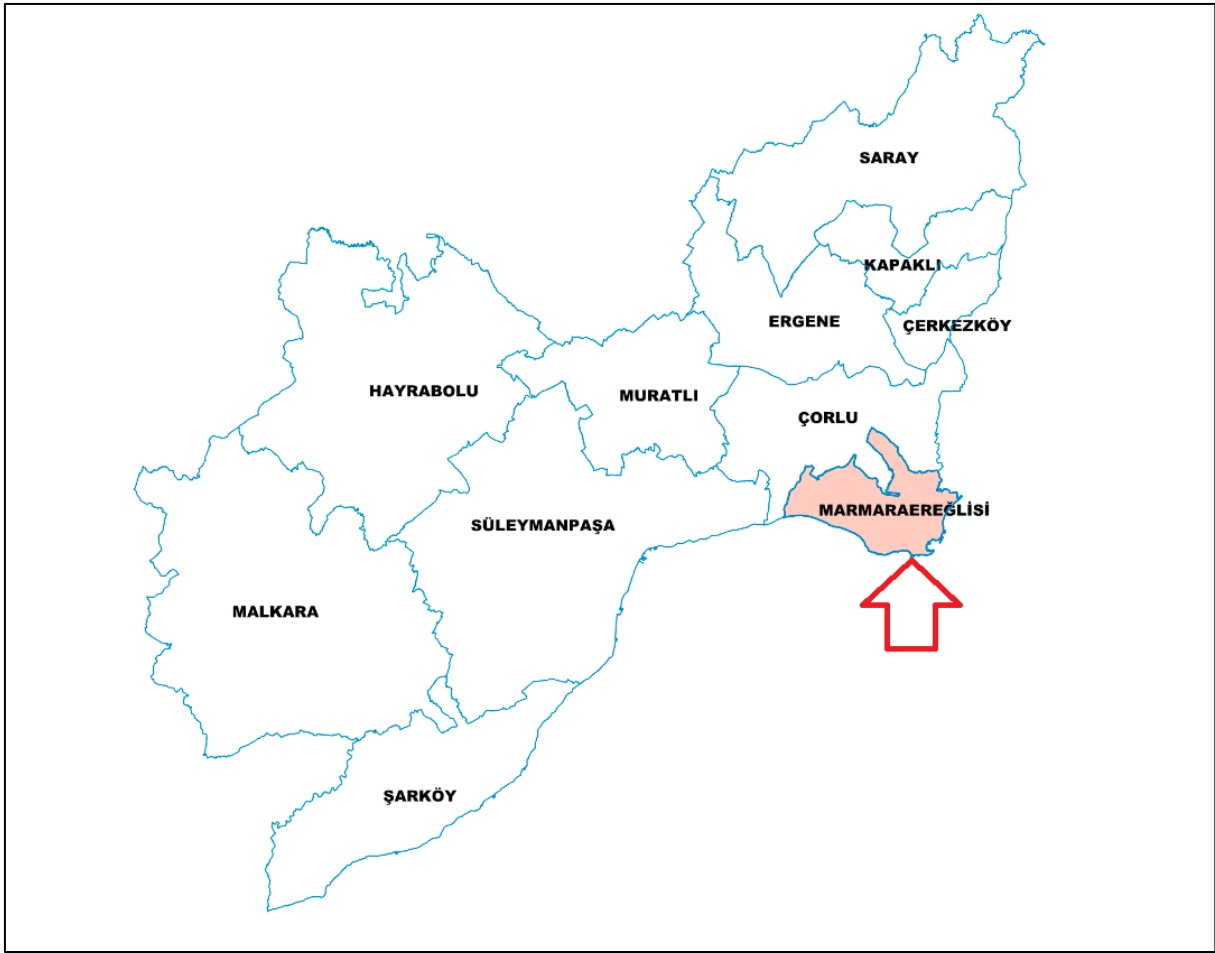 SARAY
KAPAKLI
ERGENE
ÇERKEZKÖY
HAYRABOLU
MURATLI
ÇORLU
MARMARAEREĞLİSİ
SÜLEYMANPAŞA
MALKARA
ŞARKÖY